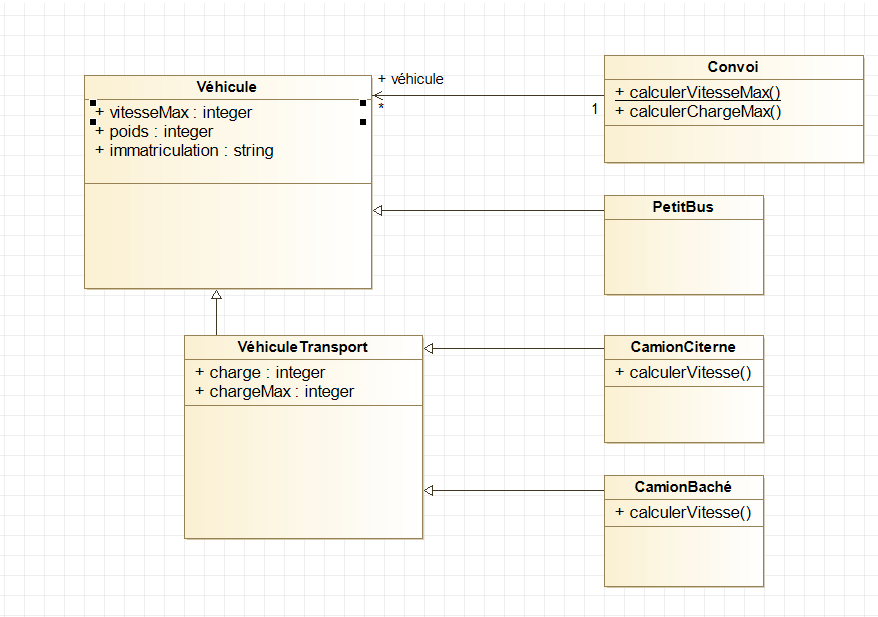 Véhicule
+ vitesseMax : integer
+ poids : integer
+ immatriculation : string
+ véhicule
*
1
Convoi
+ calculerVitesseMax()
+ calculerChargeMax()
PetitBus
VéhiculeTransport
+ charge : integer
+ chargeMax : integer
CamionCiterne
+ calculerVitesse()
CamionBaché
+ calculerVitesse()